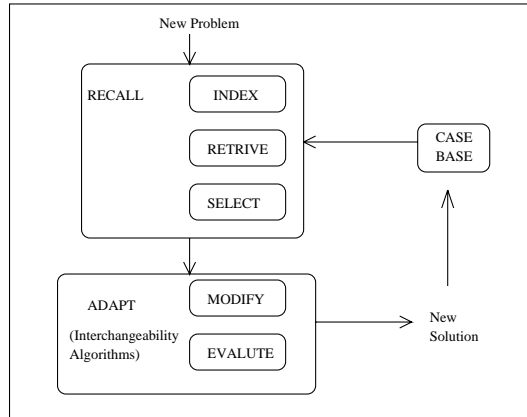 New Problem
RECALL
INDEX
RETRIVE
SELECT
CASE
BASE
ADAPT
(Interchangeability
Algorithms)
MODIFY
EVALUTE
New
Solution